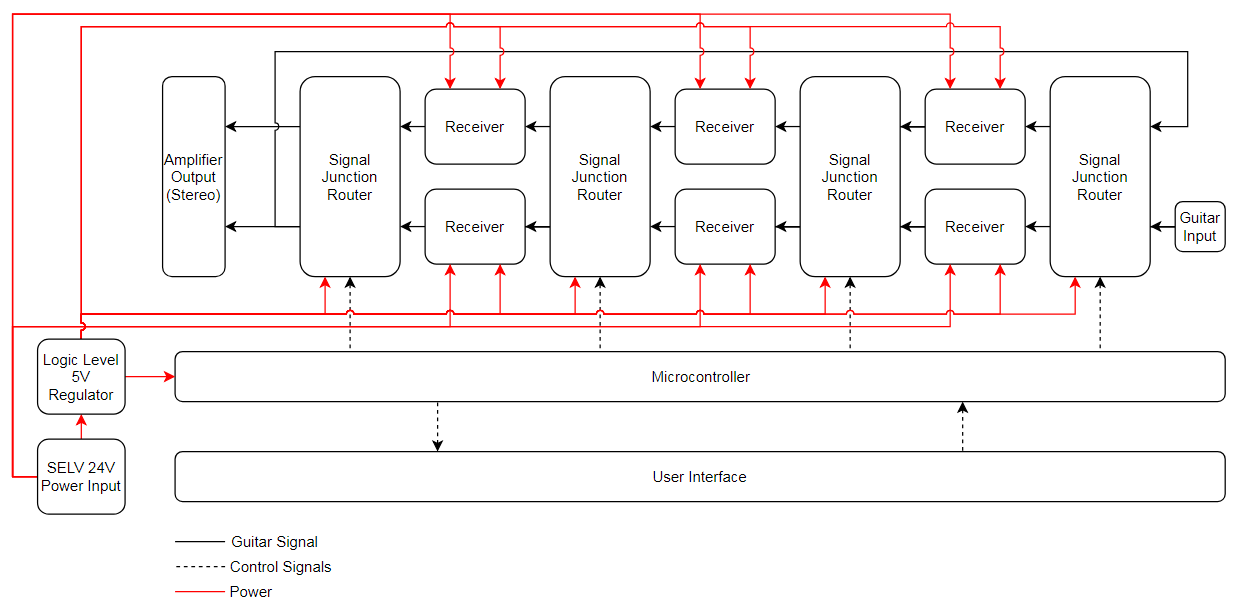 Receiver
Receiver
Receiver
Amplifier
Output
(Stereo)
Signal
Junction
Router
Signal
Junction
Router
Signal
Junction
Router
Signal
Junction
Router
Receiver
Receiver
Receiver
Guitar
Input
Logic Level
5V
Regulator
Microcontroller
SELV 24V
Power Input
User Interface
Guitar Signal
Control Signals
Power